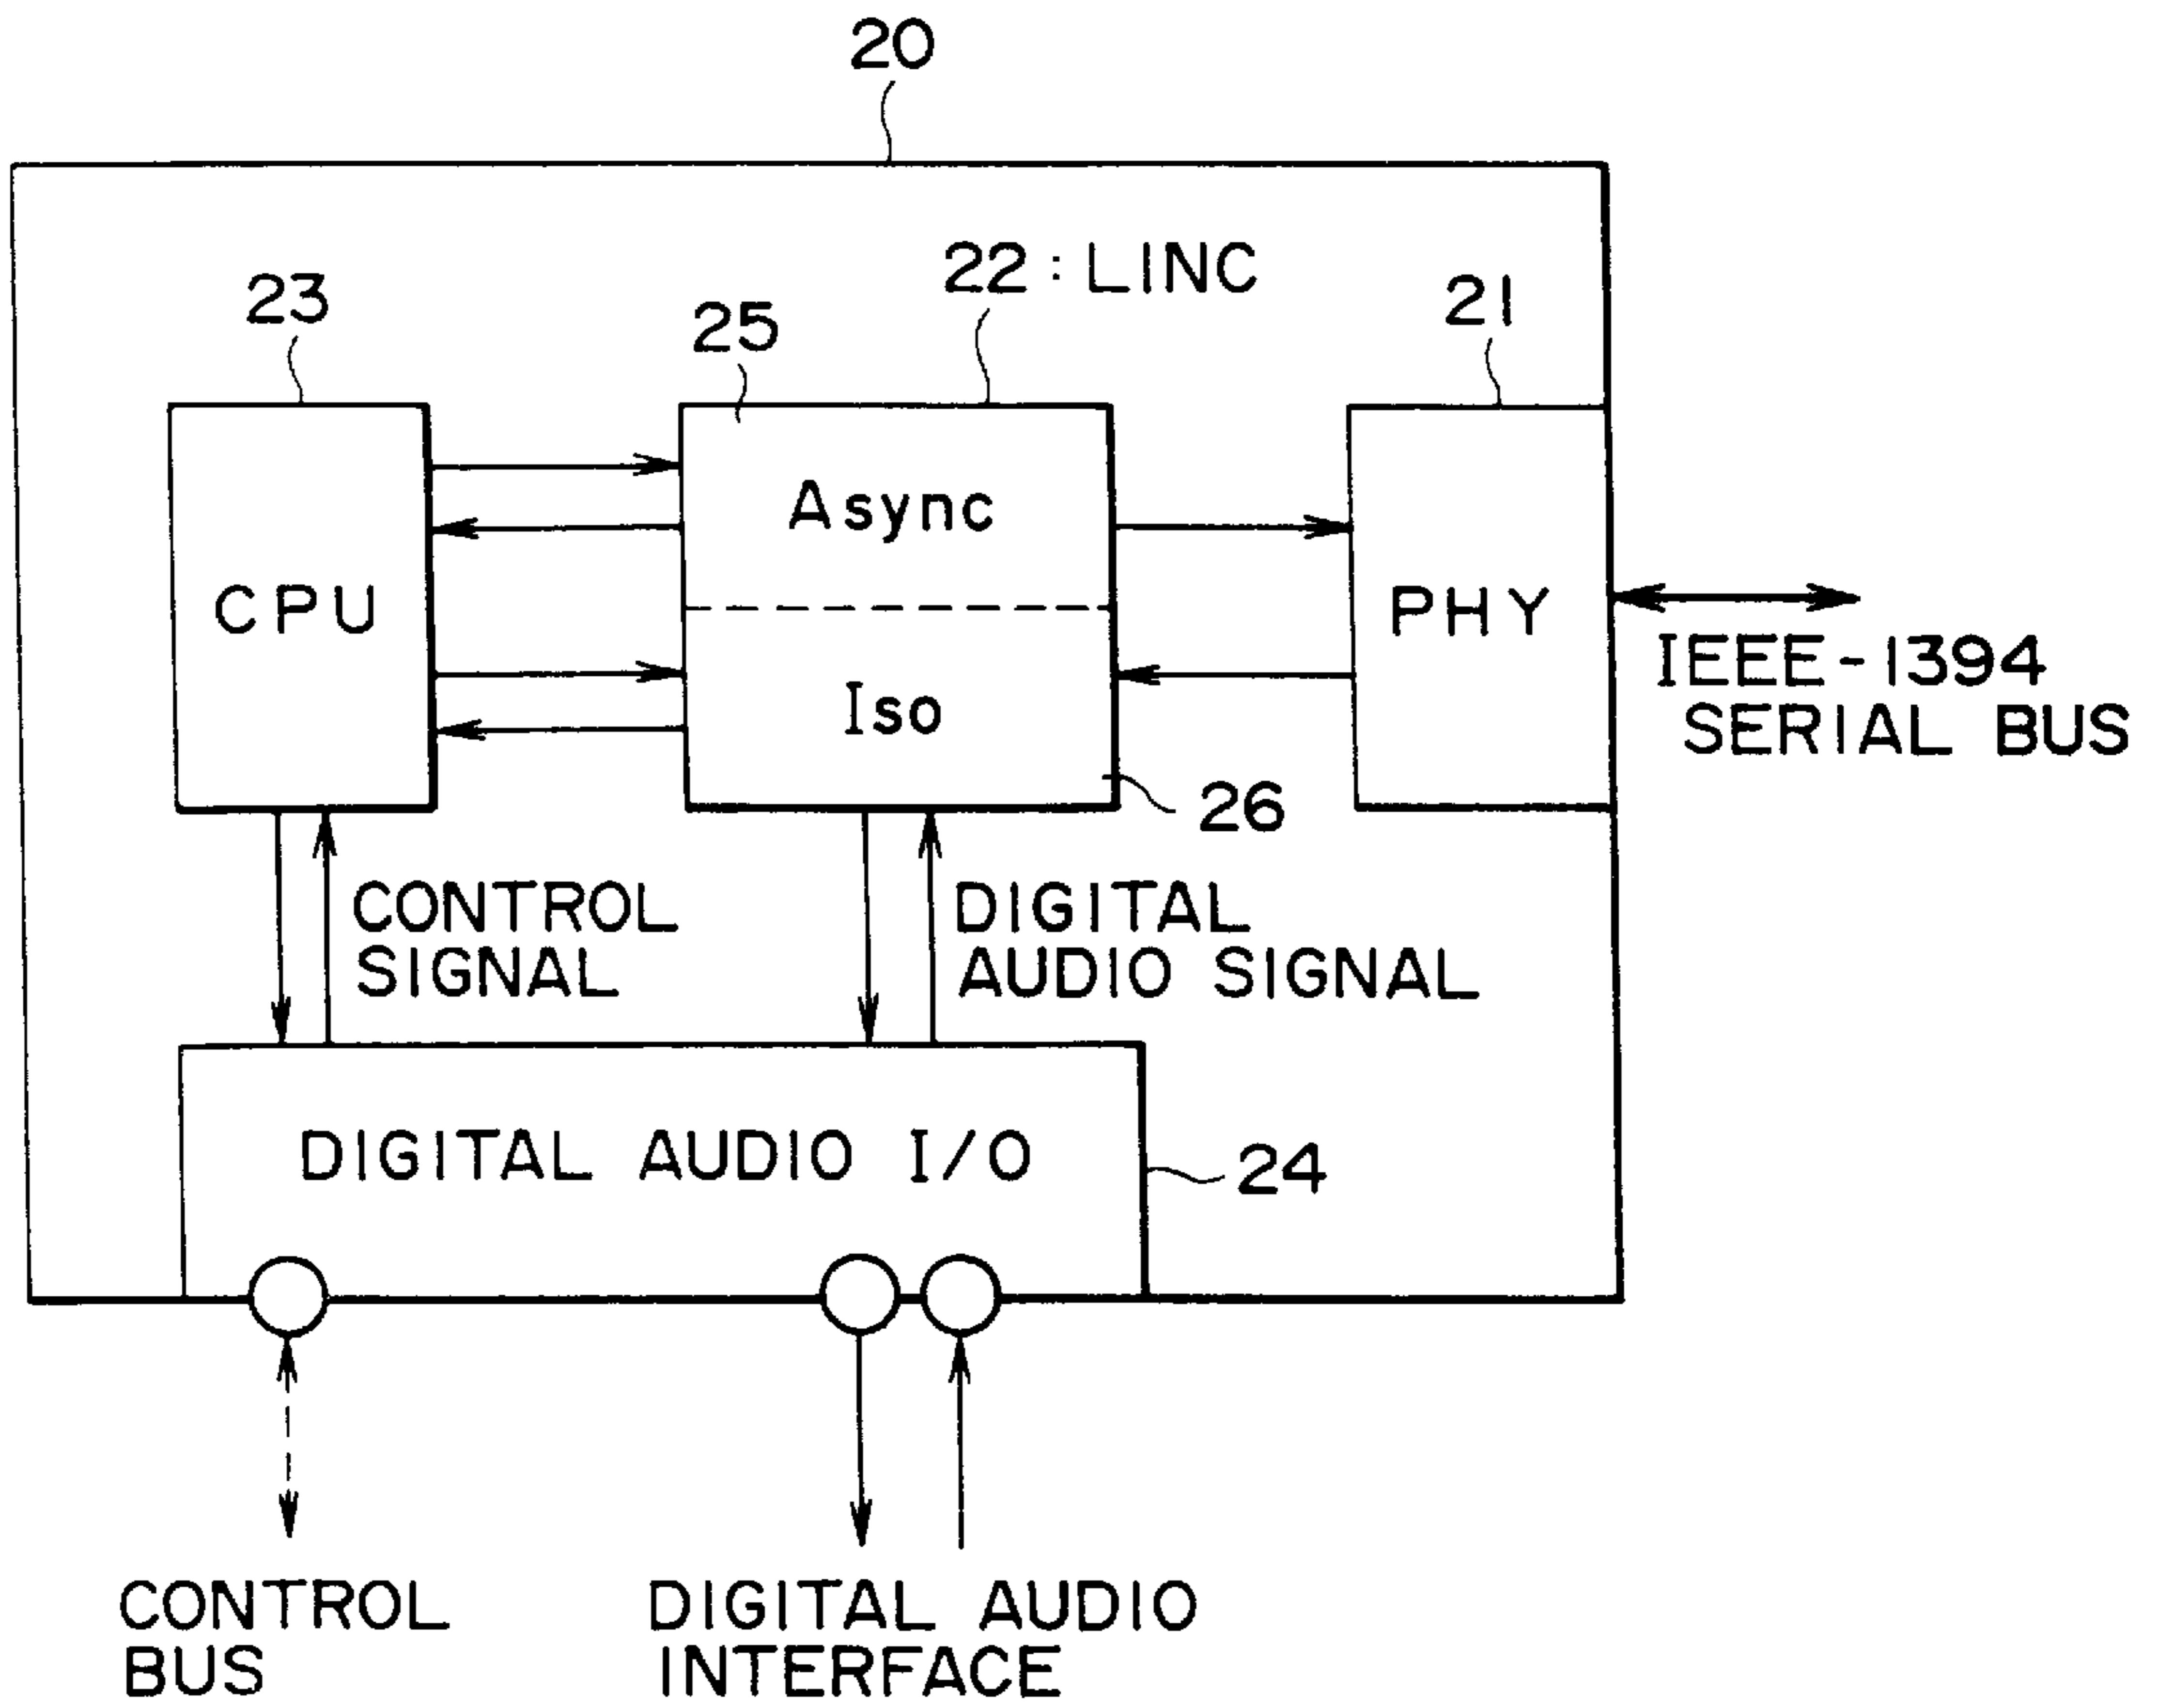 20
22 : LINC
23
25
21
Async
CPU
PHY
IEEE-1394
SERIAL BUS
Iso
26
CONTROL
SIGNAL
DIGITAL
AUDIO SIGNAL
DIGITAL AUDIO I/O
24
CONTROL
BUS
DIGITAL AUDIO
INTERFACE